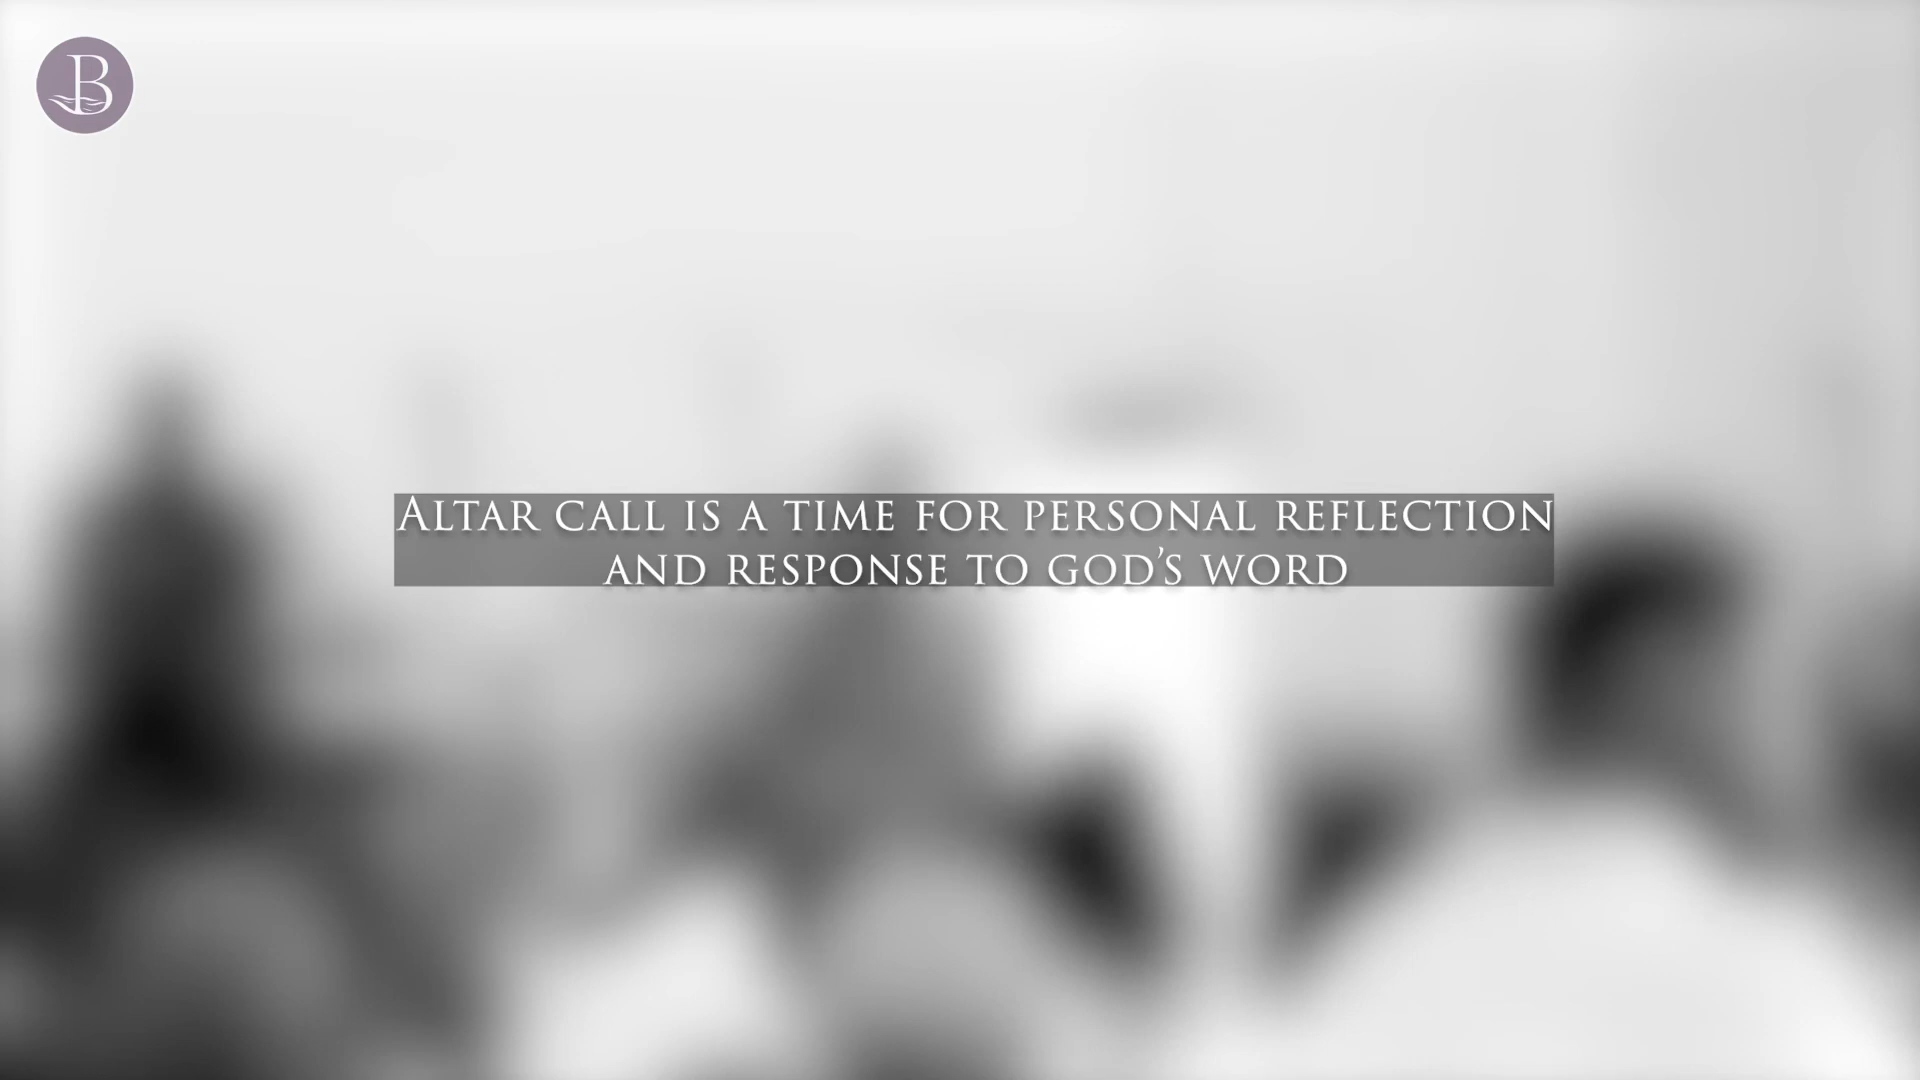 B
Altar call is a time for personal reflection
and response to God's word